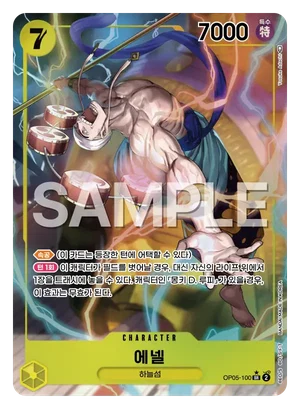 7
7000
특수
特
SAMPLE
속공 (이 카드는 등장한 턴에 어택할 수 있다)
턴 1회 이 캐릭터가 필드를 벗어날 경우, 대신 자신의 라이프 위에서
1장을 트래시에 놓을 수 있다. 캐릭터인 「몽키 D. 루피」가 있을 경우,
이 효과는 무효가 된다.
CHARACTER
에넬
하늘섬
OP05-100 SR 2